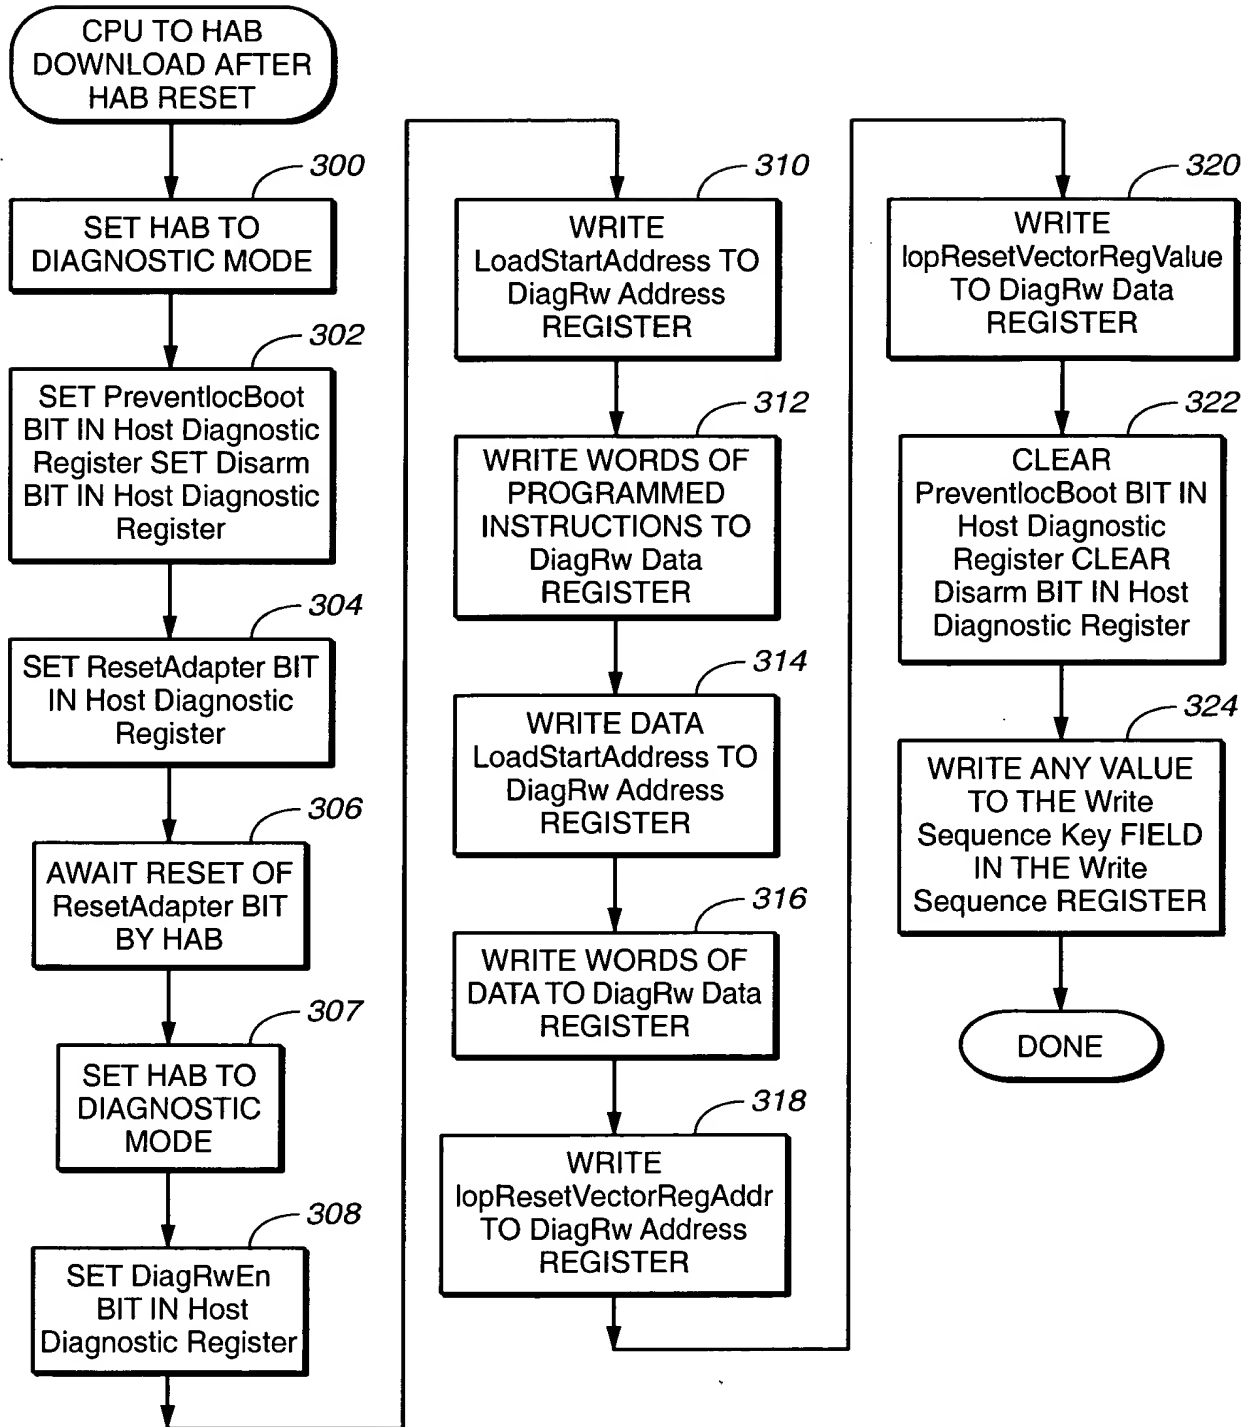 CPU TO HAB
DOWNLOAD AFTER
HAB RESET
300
SET HAB TO
DIAGNOSTIC MODE
302
SET PreventIocBoot
BIT IN Host Diagnostic
Register SET Disarm
BIT IN Host Diagnostic
Register
304
SET ResetAdapter BIT
IN Host Diagnostic
Register
306
AWAIT RESET OF
ResetAdapter BIT
BY HAB
307
SET HAB TO
DIAGNOSTIC
MODE
308
SET DiagRwEn
BIT IN Host
Diagnostic Register
310
WRITE
LoadStartAddress TO
DiagRw Address
REGISTER
312
WRITE WORDS OF
PROGRAMMED
INSTRUCTIONS TO
DiagRw Data
REGISTER
314
WRITE DATA
LoadStartAddress TO
DiagRw Address
REGISTER
316
WRITE WORDS OF
DATA TO DiagRw Data
REGISTER
318
WRITE
IopResetVectorRegAddr
TO DiagRw Address
REGISTER
320
WRITE
IopResetVectorRegValue
TO DiagRw Data
REGISTER
322
CLEAR
PreventIocBoot BIT IN
Host Diagnostic
Register CLEAR
Disarm BIT IN Host
Diagnostic Register
324
WRITE ANY VALUE
TO THE Write
Sequence Key FIELD
IN THE Write
Sequence REGISTER
DONE